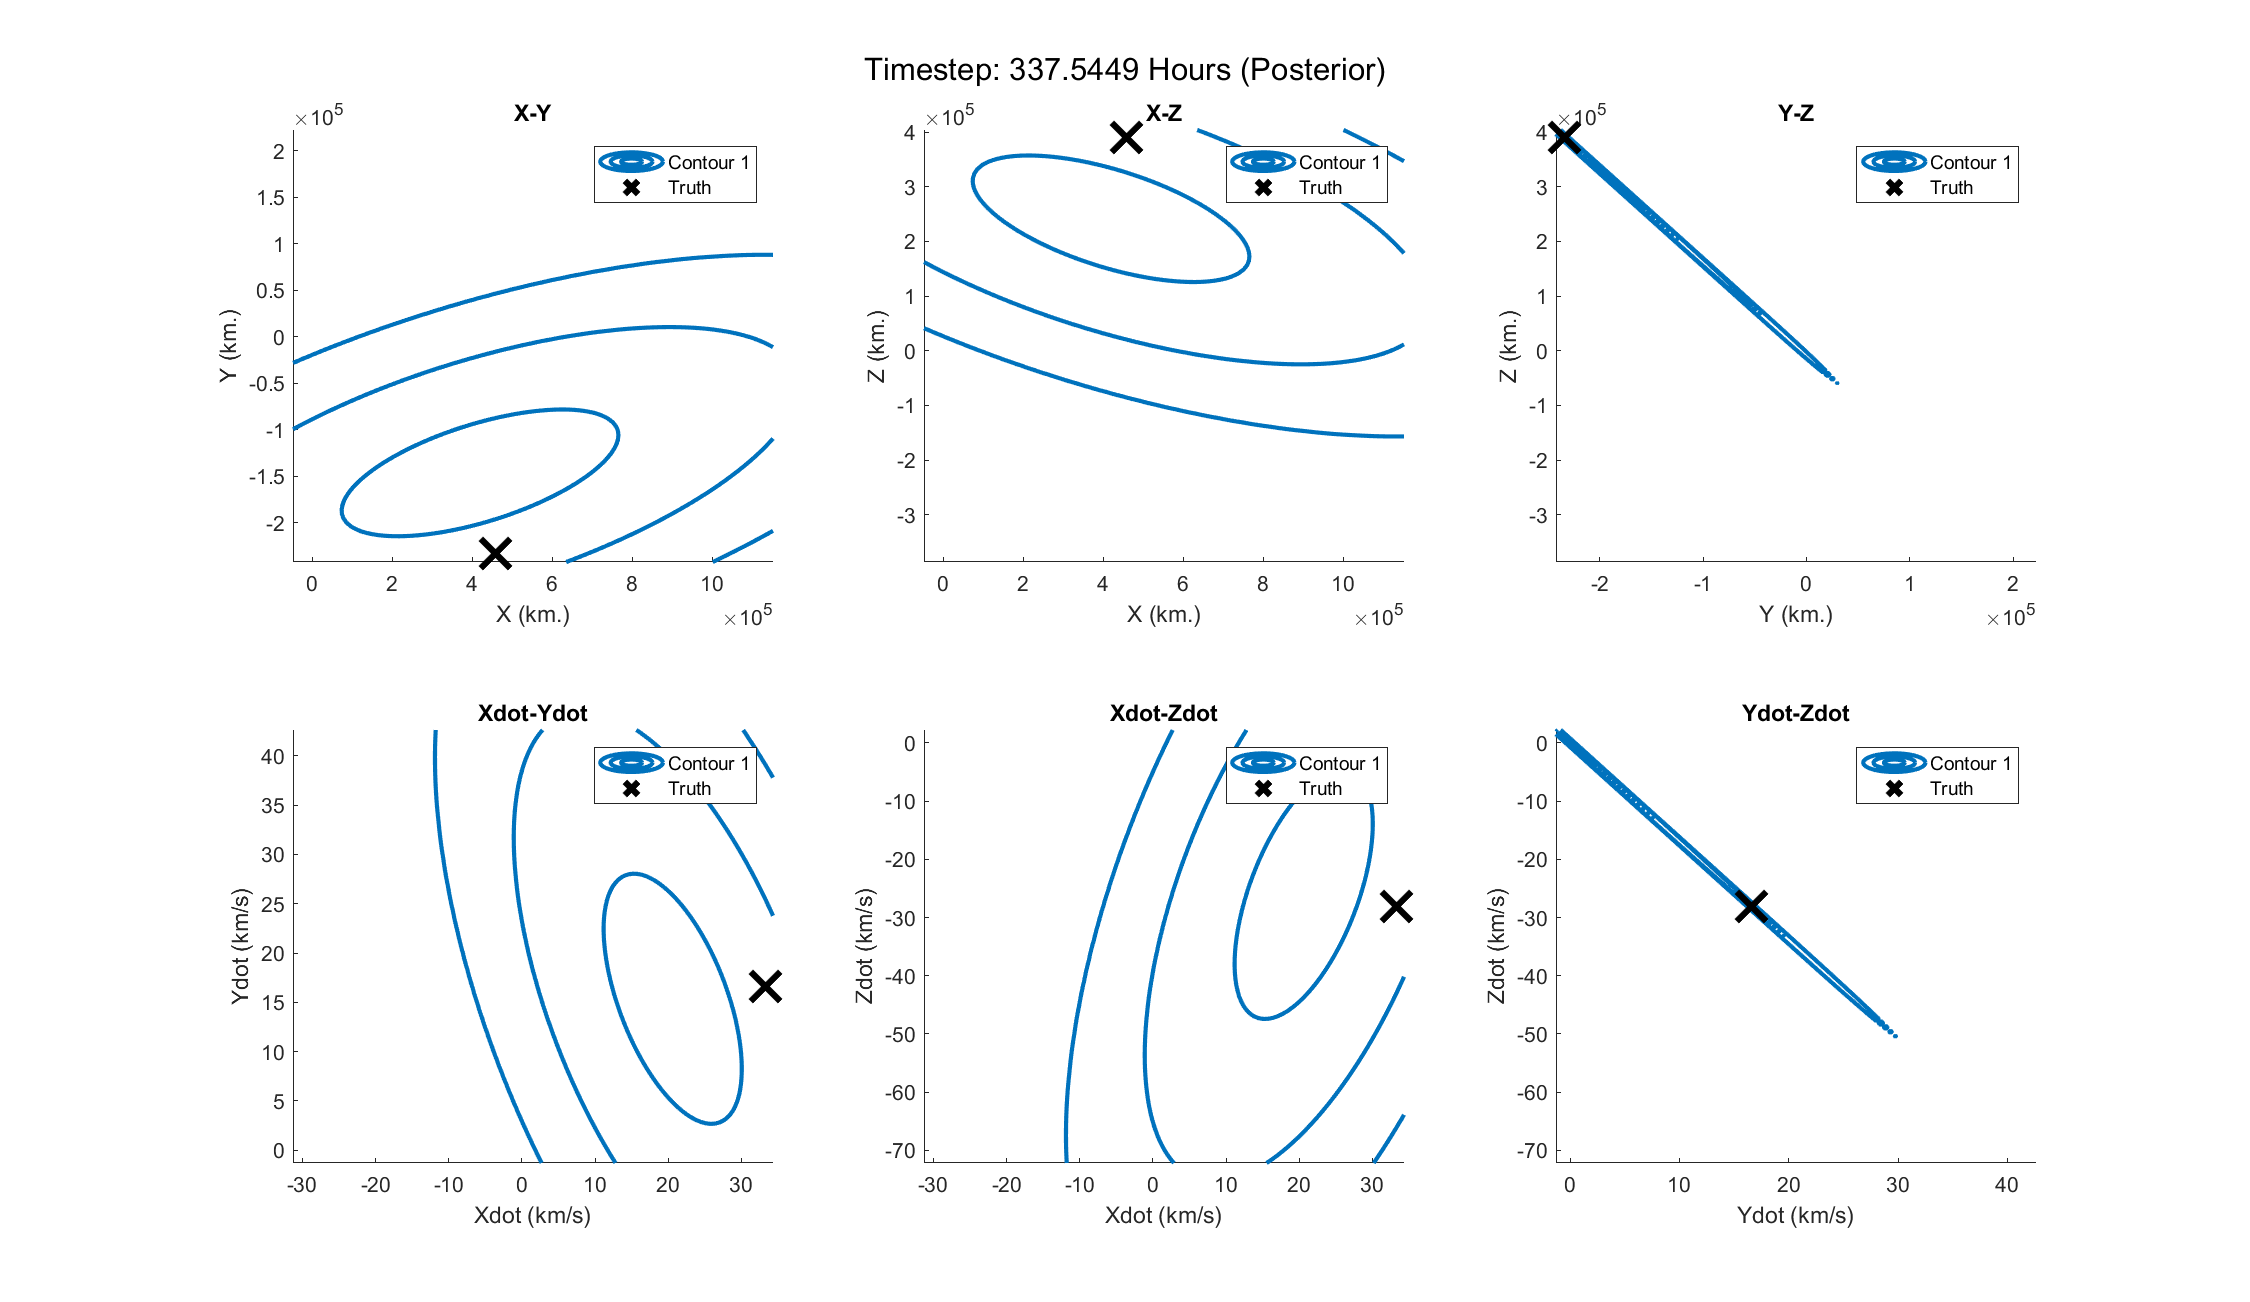 Timestep: 337.5449 Hours (Posterior)
X-Y
×10^5
2
1.5
1
0.5
0
-0.5
-1
-1.5
-2
Y (km.)
0 2 4 6 8 10
×10^5
X (km.)
Contour 1
Truth
X-Z
×10^5
4
3
2
1
0
-1
-2
-3
Z (km.)
0 2 4 6 8 10
×10^5
X (km.)
Contour 1
Truth
Y-Z
×10^5
4
3
2
1
0
-1
-2
-3
Z (km.)
-2 -1 0 1 2
×10^5
Y (km.)
Contour 1
Truth
Xdot-Ydot
40
35
30
25
20
15
10
5
0
Ydot (km/s)
-30 -20 -10 0 10 20 30
Xdot (km/s)
Contour 1
Truth
Xdot-Zdot
0
-10
-20
-30
-40
-50
-60
-70
Zdot (km/s)
-30 -20 -10 0 10 20 30
Xdot (km/s)
Contour 1
Truth
Ydot-Zdot
0
-10
-20
-30
-40
-50
-60
-70
Zdot (km/s)
0 10 20 30 40
Ydot (km/s)
Contour 1
Truth